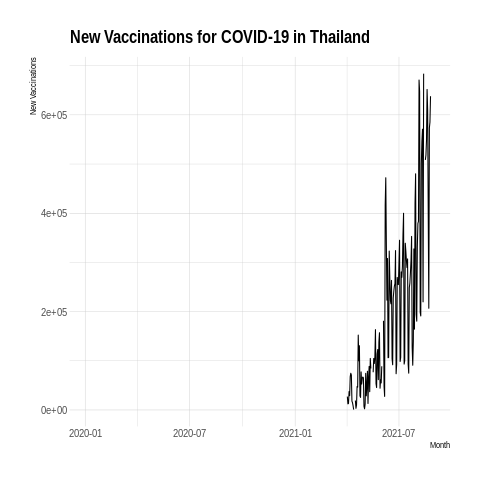 New Vaccinations for COVID-19 in Thailand
New Vaccinations
6e+05
4e+05
2e+05
0e+00
2020-01 2020-07 2021-01 2021-07
Month